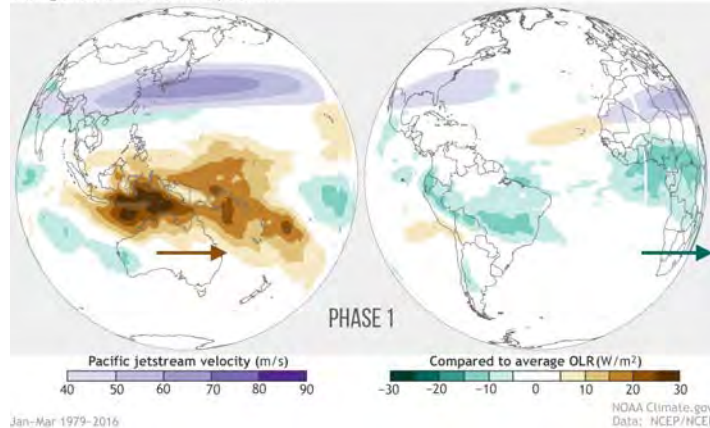 PHASE 1
Pacific jetstream velocity (m/s)
40 50 60 70 80 90
Compared to average OLR(W/m²)
-30 -20 -10 0 10 20 30
Jan-Mar 1979-2016
NOAA Climate.gov
Data: NCEP/NCEP